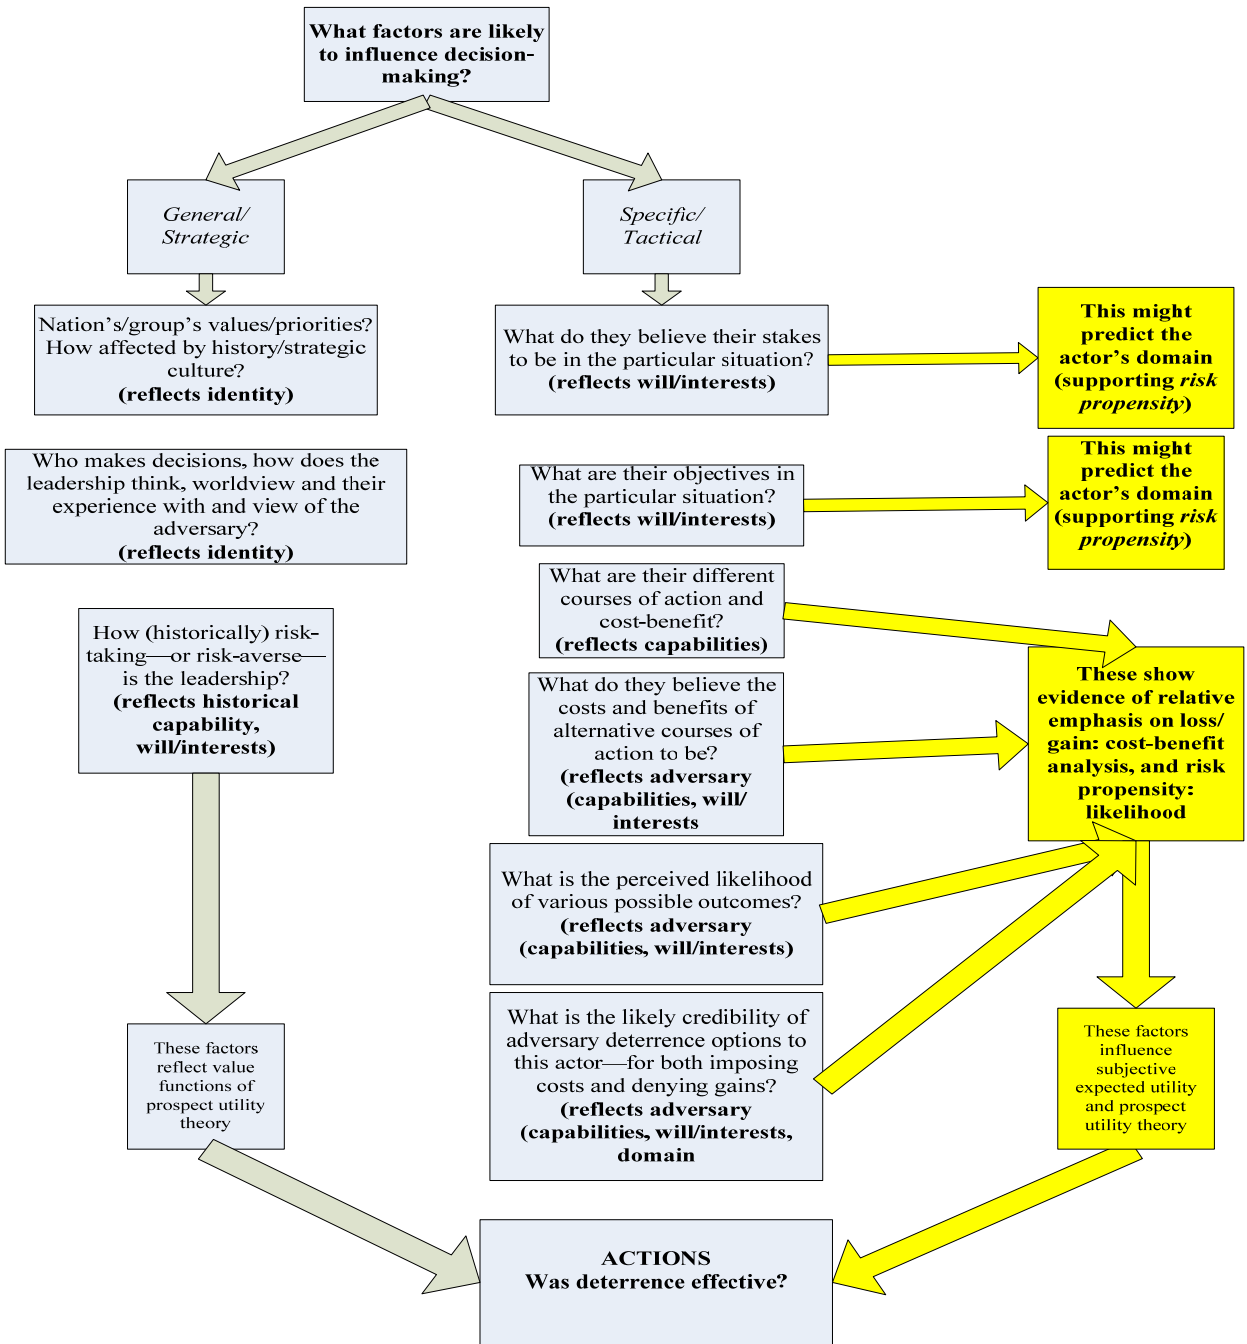 What factors are likely
to influence decision-
making?
General/
Strategic
Specific/
Tactical
Nation's/group's values/priorities?
How affected by history/strategic
culture?
(reflects identity)
What do they believe their stakes
to be in the particular situation?
(reflects will/interests)
This might
predict the
actor's domain
(supporting risk
propensity)
Who makes decisions, how does the
leadership think, worldview and their
experience with and view of the
adversary?
(reflects identity)
What are their objectives in
the particular situation?
(reflects will/interests)
This might
predict the
actor's domain
(supporting risk
propensity)
What are their different
courses of action and
cost-benefit?
(reflects capabilities)
How (historically) risk-
taking—or risk-averse—
is the leadership?
(reflects historical
capability,
will/interests)
What do they believe the
costs and benefits of
alternative courses of
action to be?
(reflects adversary
(capabilities, will/
interests
These show
evidence of relative
emphasis on loss/
gain: cost-benefit
analysis, and risk
propensity:
likelihood
What is the perceived likelihood
of various possible outcomes?
(reflects adversary
(capabilities, will/interests)
What is the likely credibility of
adversary deterrence options to
this actor—for both imposing
costs and denying gains?
(reflects adversary
(capabilities, will/interests,
domain
These factors
reflect value
functions of
prospect utility
theory
These factors
influence
subjective
expected utility
and prospect
utility theory
ACTIONS
Was deterrence effective?